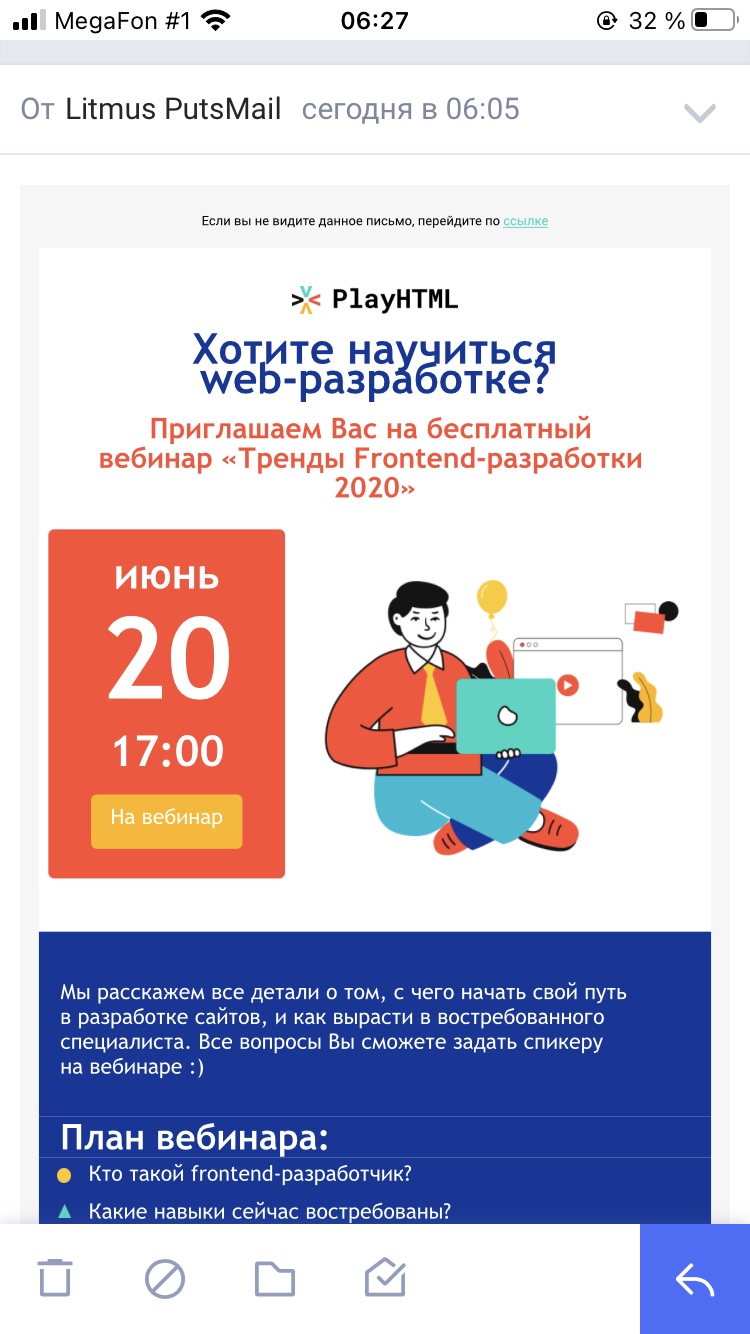 MegaFon #1 06:27 32 %
От Litmus PutsMail сегодня в 06:05
Если вы не видите данное письмо, перейдите по ссылке
PlayHTML
Хотите научиться
web-разработке?
Приглашаем Вас на бесплатный
вебинар «Тренды Frontend-разработки
2020»
ИЮНЬ
20
17:00
На вебинар
Мы расскажем все детали о том, с чего начать свой путь
в разработке сайтов, и как вырасти в востребованного
специалиста. Все вопросы Вы сможете задать спикеру
на вебинаре :)
План вебинара:
Кто такой frontend-разработчик?
Какие навыки сейчас востребованы?